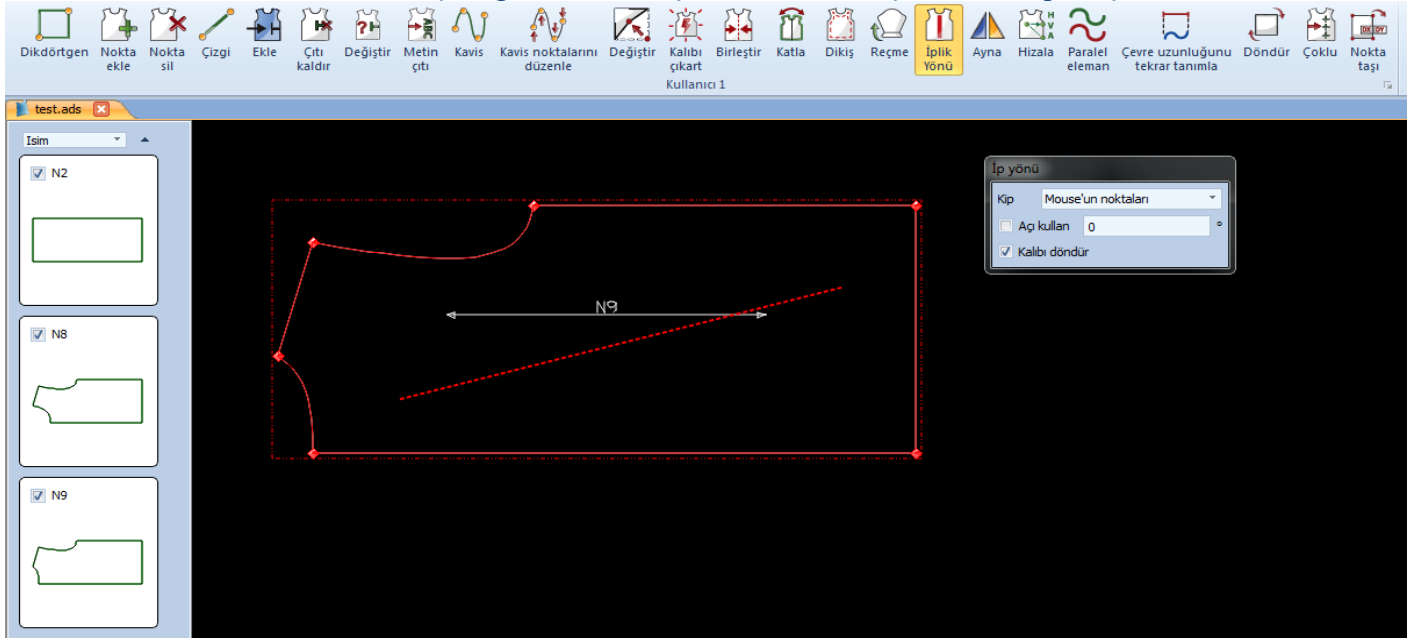 Dikdörtgen Nokta ekle Nokta sil Çizgi Ekle Çıtı kaldır Değiştir Metin çıtı Kavis Kavis noktalarını düzenle Değiştir Kalıbı çıkart Birleştir Katla Dikiş Reçme İplik Yönü Ayna Hizala Paralel eleman Çevre uzunluğunu tekrar tanımla Döndür Çoklu Nokta taşı
Kullanıcı 1
test.ads
Isim
N2
N8
N9
N9
İp yönü
Kip Mouse'un noktaları
Açı kullan 0 °
Kalıbı döndür